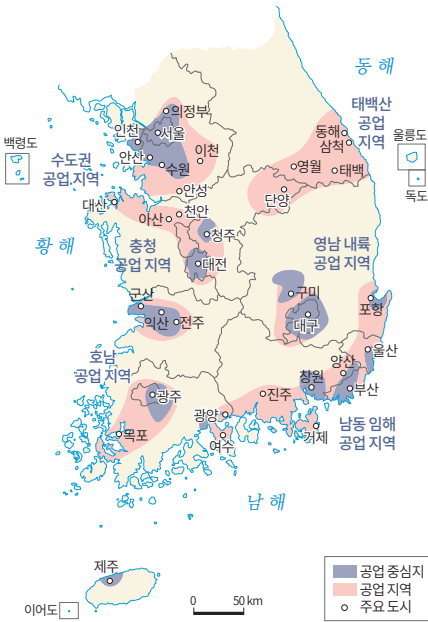 동해
태백산
공업
지역
의정부
인천
서울
동해
삼척
백령도
울릉도
수도권
공업 지역
안산
수원
이천
영월
태백
독도
안성
단양
대산
천안
아산
황해
충청
공업 지역
청주
영남 내륙
공업 지역
대전
구미
군산
포항
익산
전주
대구
호남
공업 지역
울산
양산
창원
광주
진주
부산
광양
남동 임해
공업 지역
목포
여수
거제
남해
제주
이어도
0 50 km
공업 중심지
공업 지역
주요 도시